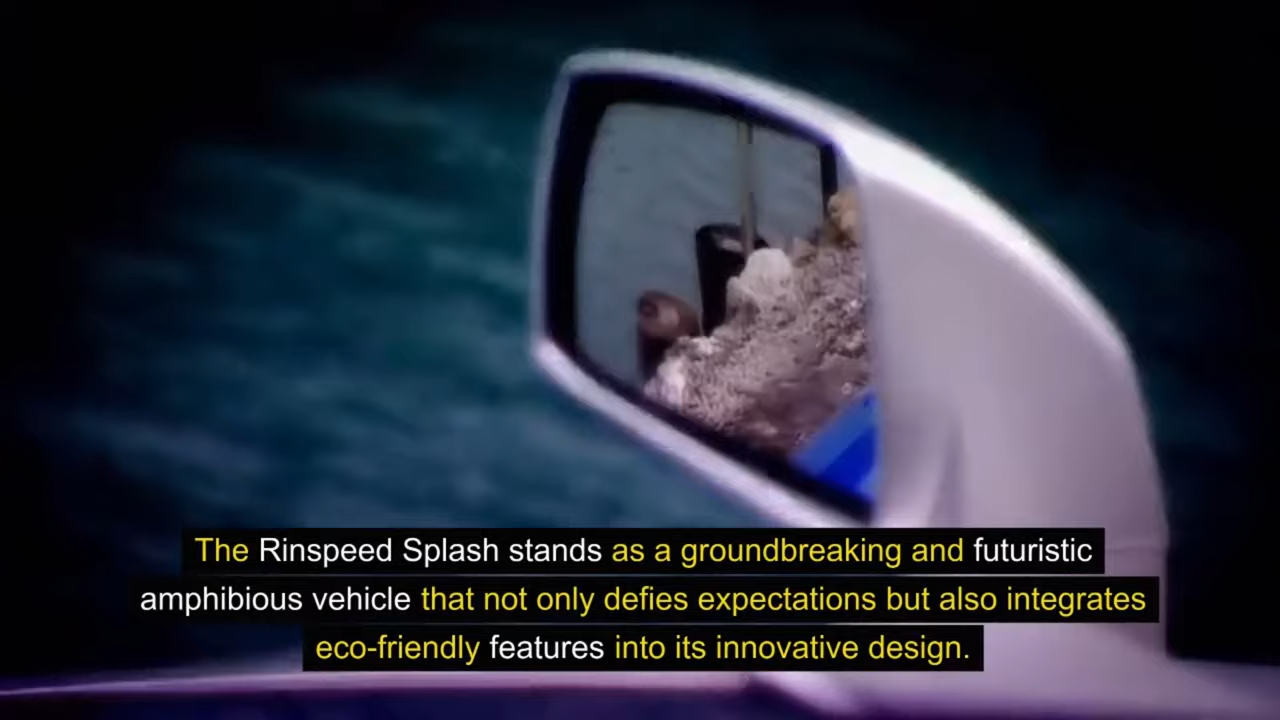 The Rinspeed Splash stands as a groundbreaking and futuristic
amphibious vehicle that not only defies expectations but also integrates
eco-friendly features into its innovative design.